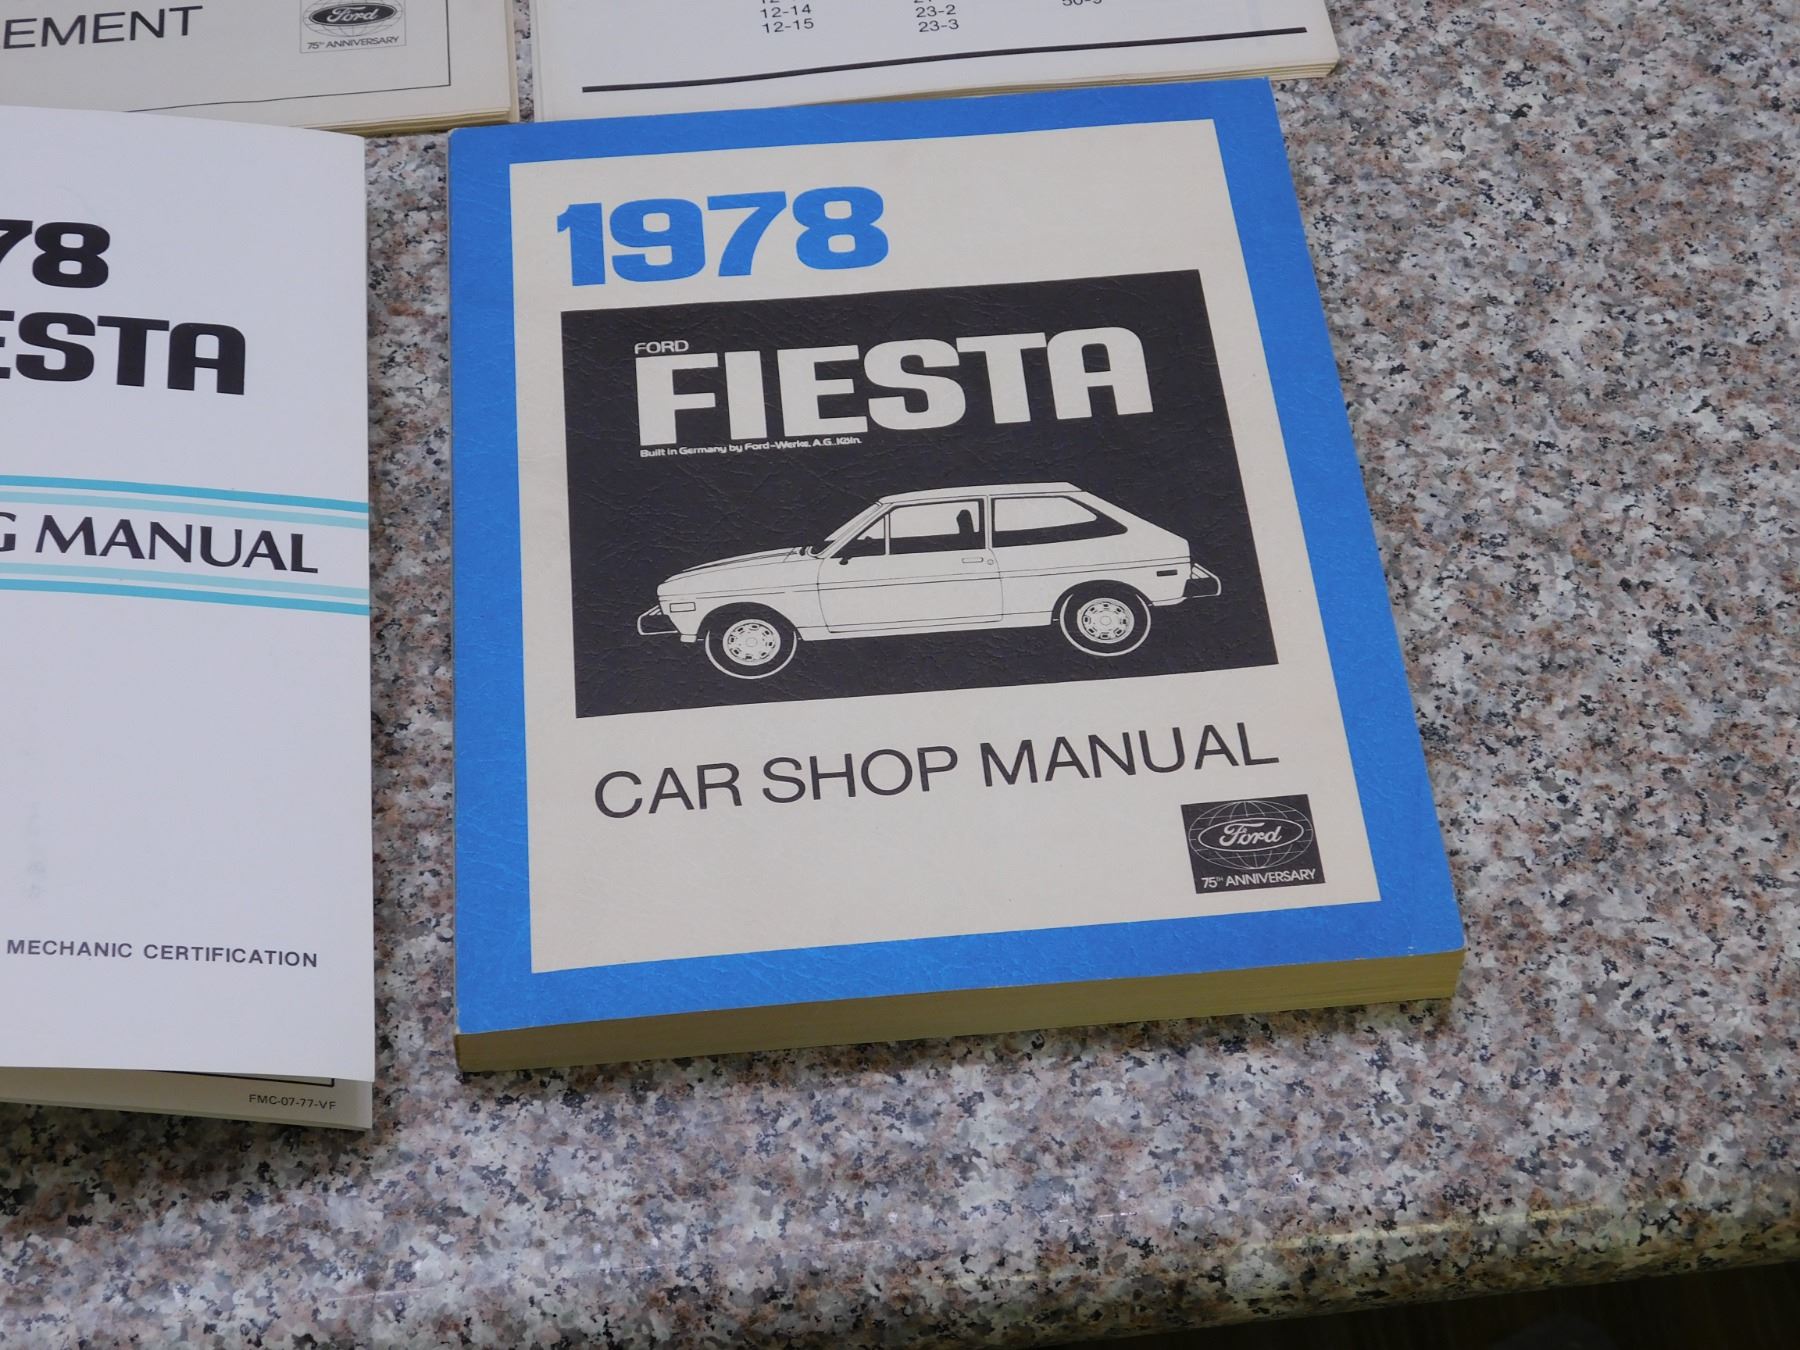 EMENT
Ford
75TH ANNIVERSARY
12-14
12-15
23-2
23-3
78
ESTA
G MANUAL
MECHANIC CERTIFICATION
FMC-07-77-VF
1978
FORD
FIESTA
Built in Germany by Ford-Werke. A.G. Köln.
CAR SHOP MANUAL
Ford
75TH ANNIVERSARY